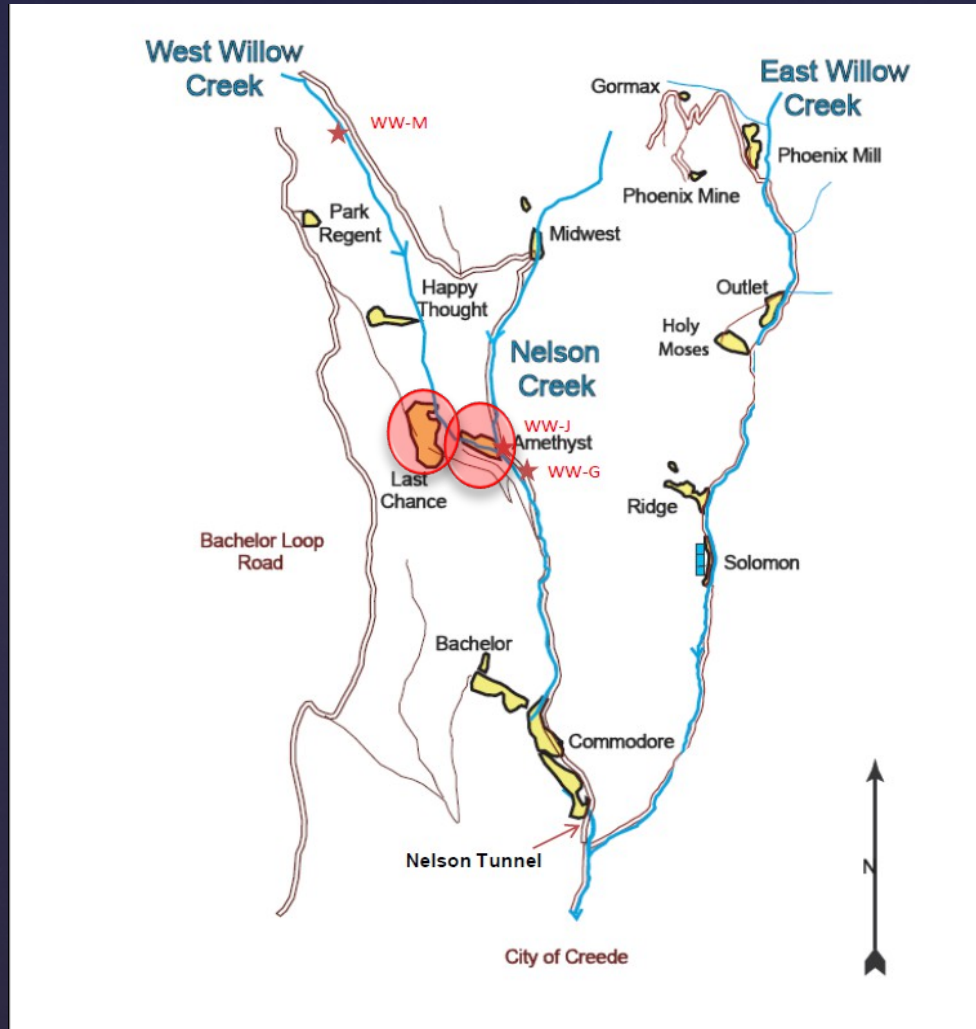 West Willow
Creek
WW-M
Gormax
East Willow
Creek
Phoenix Mill
Phoenix Mine
Park
Regent
Midwest
Happy
Thought
Outlet
Holy
Moses
Nelson
Creek
WW-J
Amethyst
WW-G
Last
Chance
Ridge
Bachelor Loop
Road
Solomon
Bachelor
Commodore
Nelson Tunnel
N
City of Creede